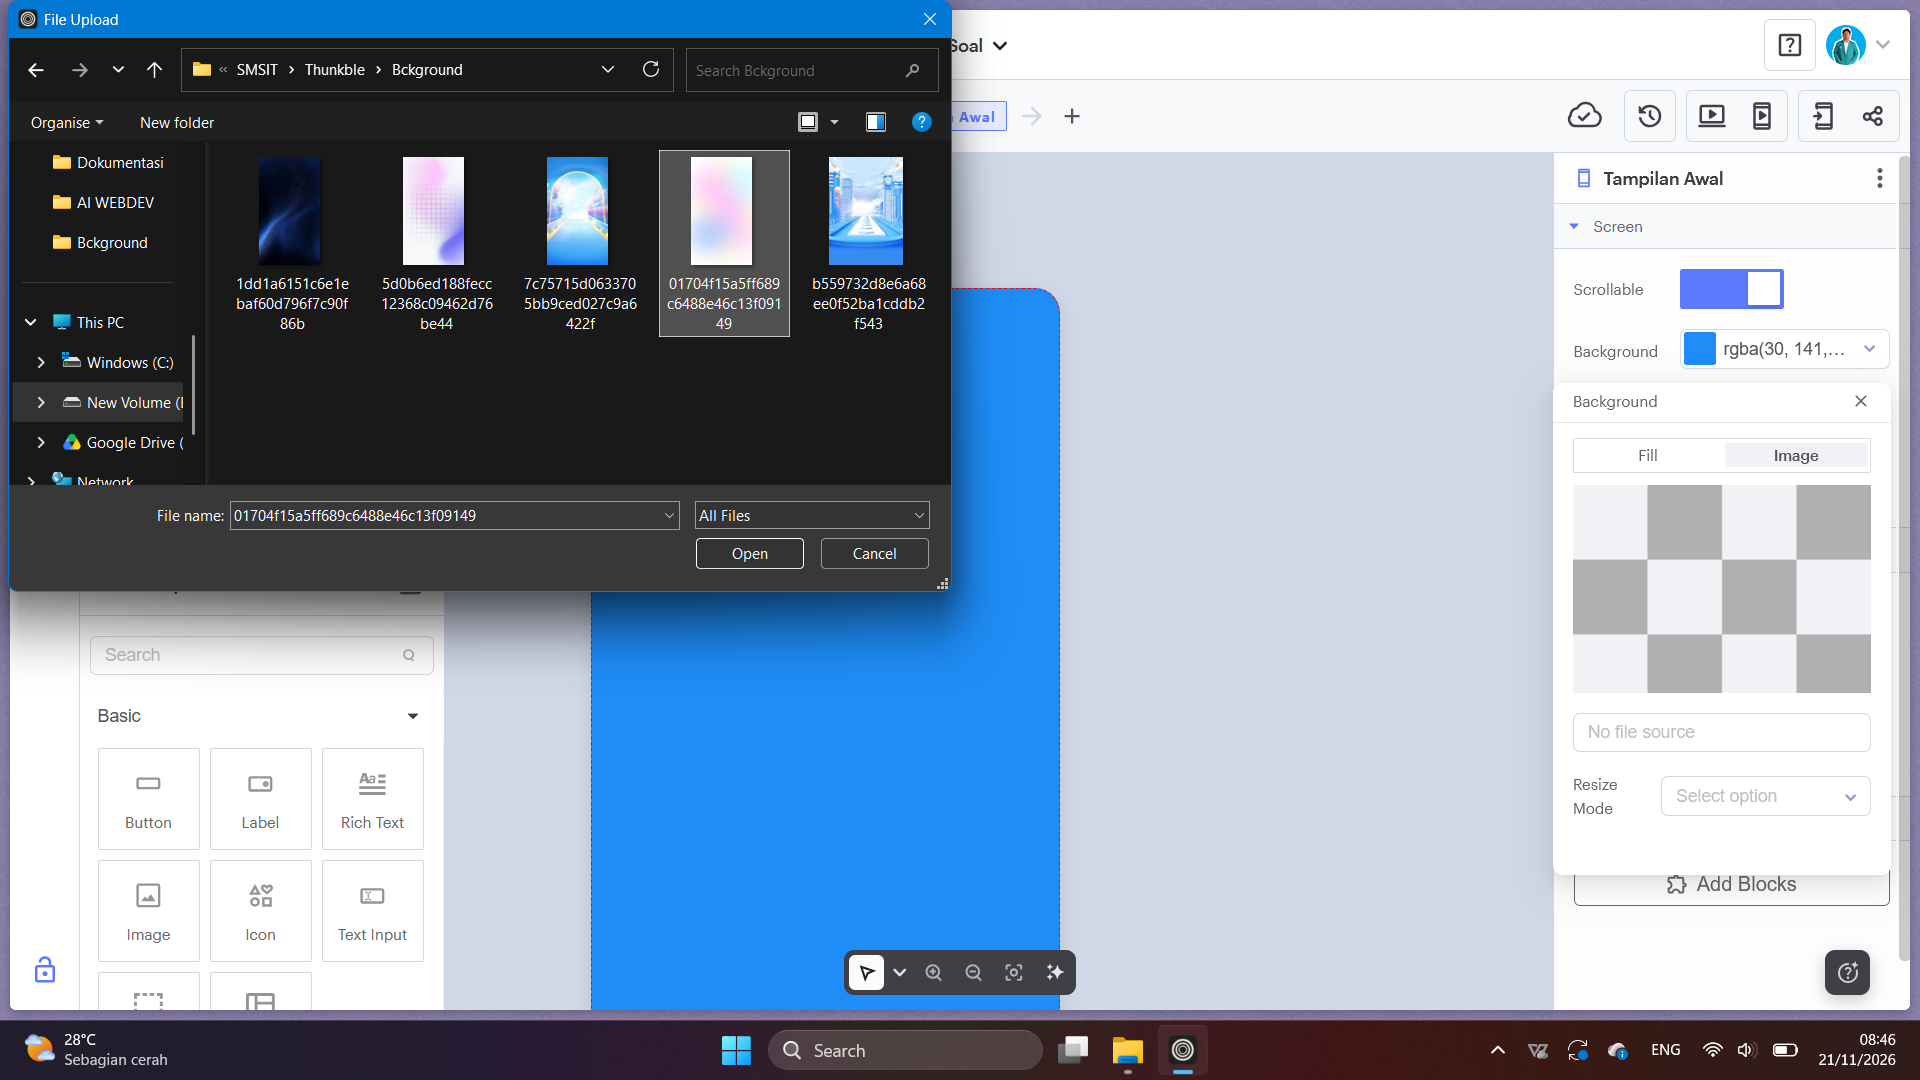 File Upload
« SMSIT > Thunkble > Bckground
Search Bckground
Organise
New folder
Dokumentasi
AI WEBDEV
Bckground
This PC
Windows (C:)
New Volume (
Google Drive (
Network
1dd1a6151c6e1e
baf60d796f7c90f
86b
5d0b6ed188fecc
12368c09462d76
be44
7c75715d063370
5bb9ced027c9a6
422f
01704f15a5ff689
c6488e46c13f091
49
b559732d8e6a68
ee0f52ba1cddb2
f543
File name:
01704f15a5ff689c6488e46c13f09149
All Files
Open
Cancel
Soal
Awal
Tampilan Awal
Screen
Scrollable
Background
rgba(30, 141,...
Background
Fill
Image
No file source
Resize
Mode
Select option
Add Blocks
Search
Basic
Button
Label
Rich Text
Image
Icon
Text Input
28°C
Sebagian cerah
Search
ENG
08:46
21/11/2026